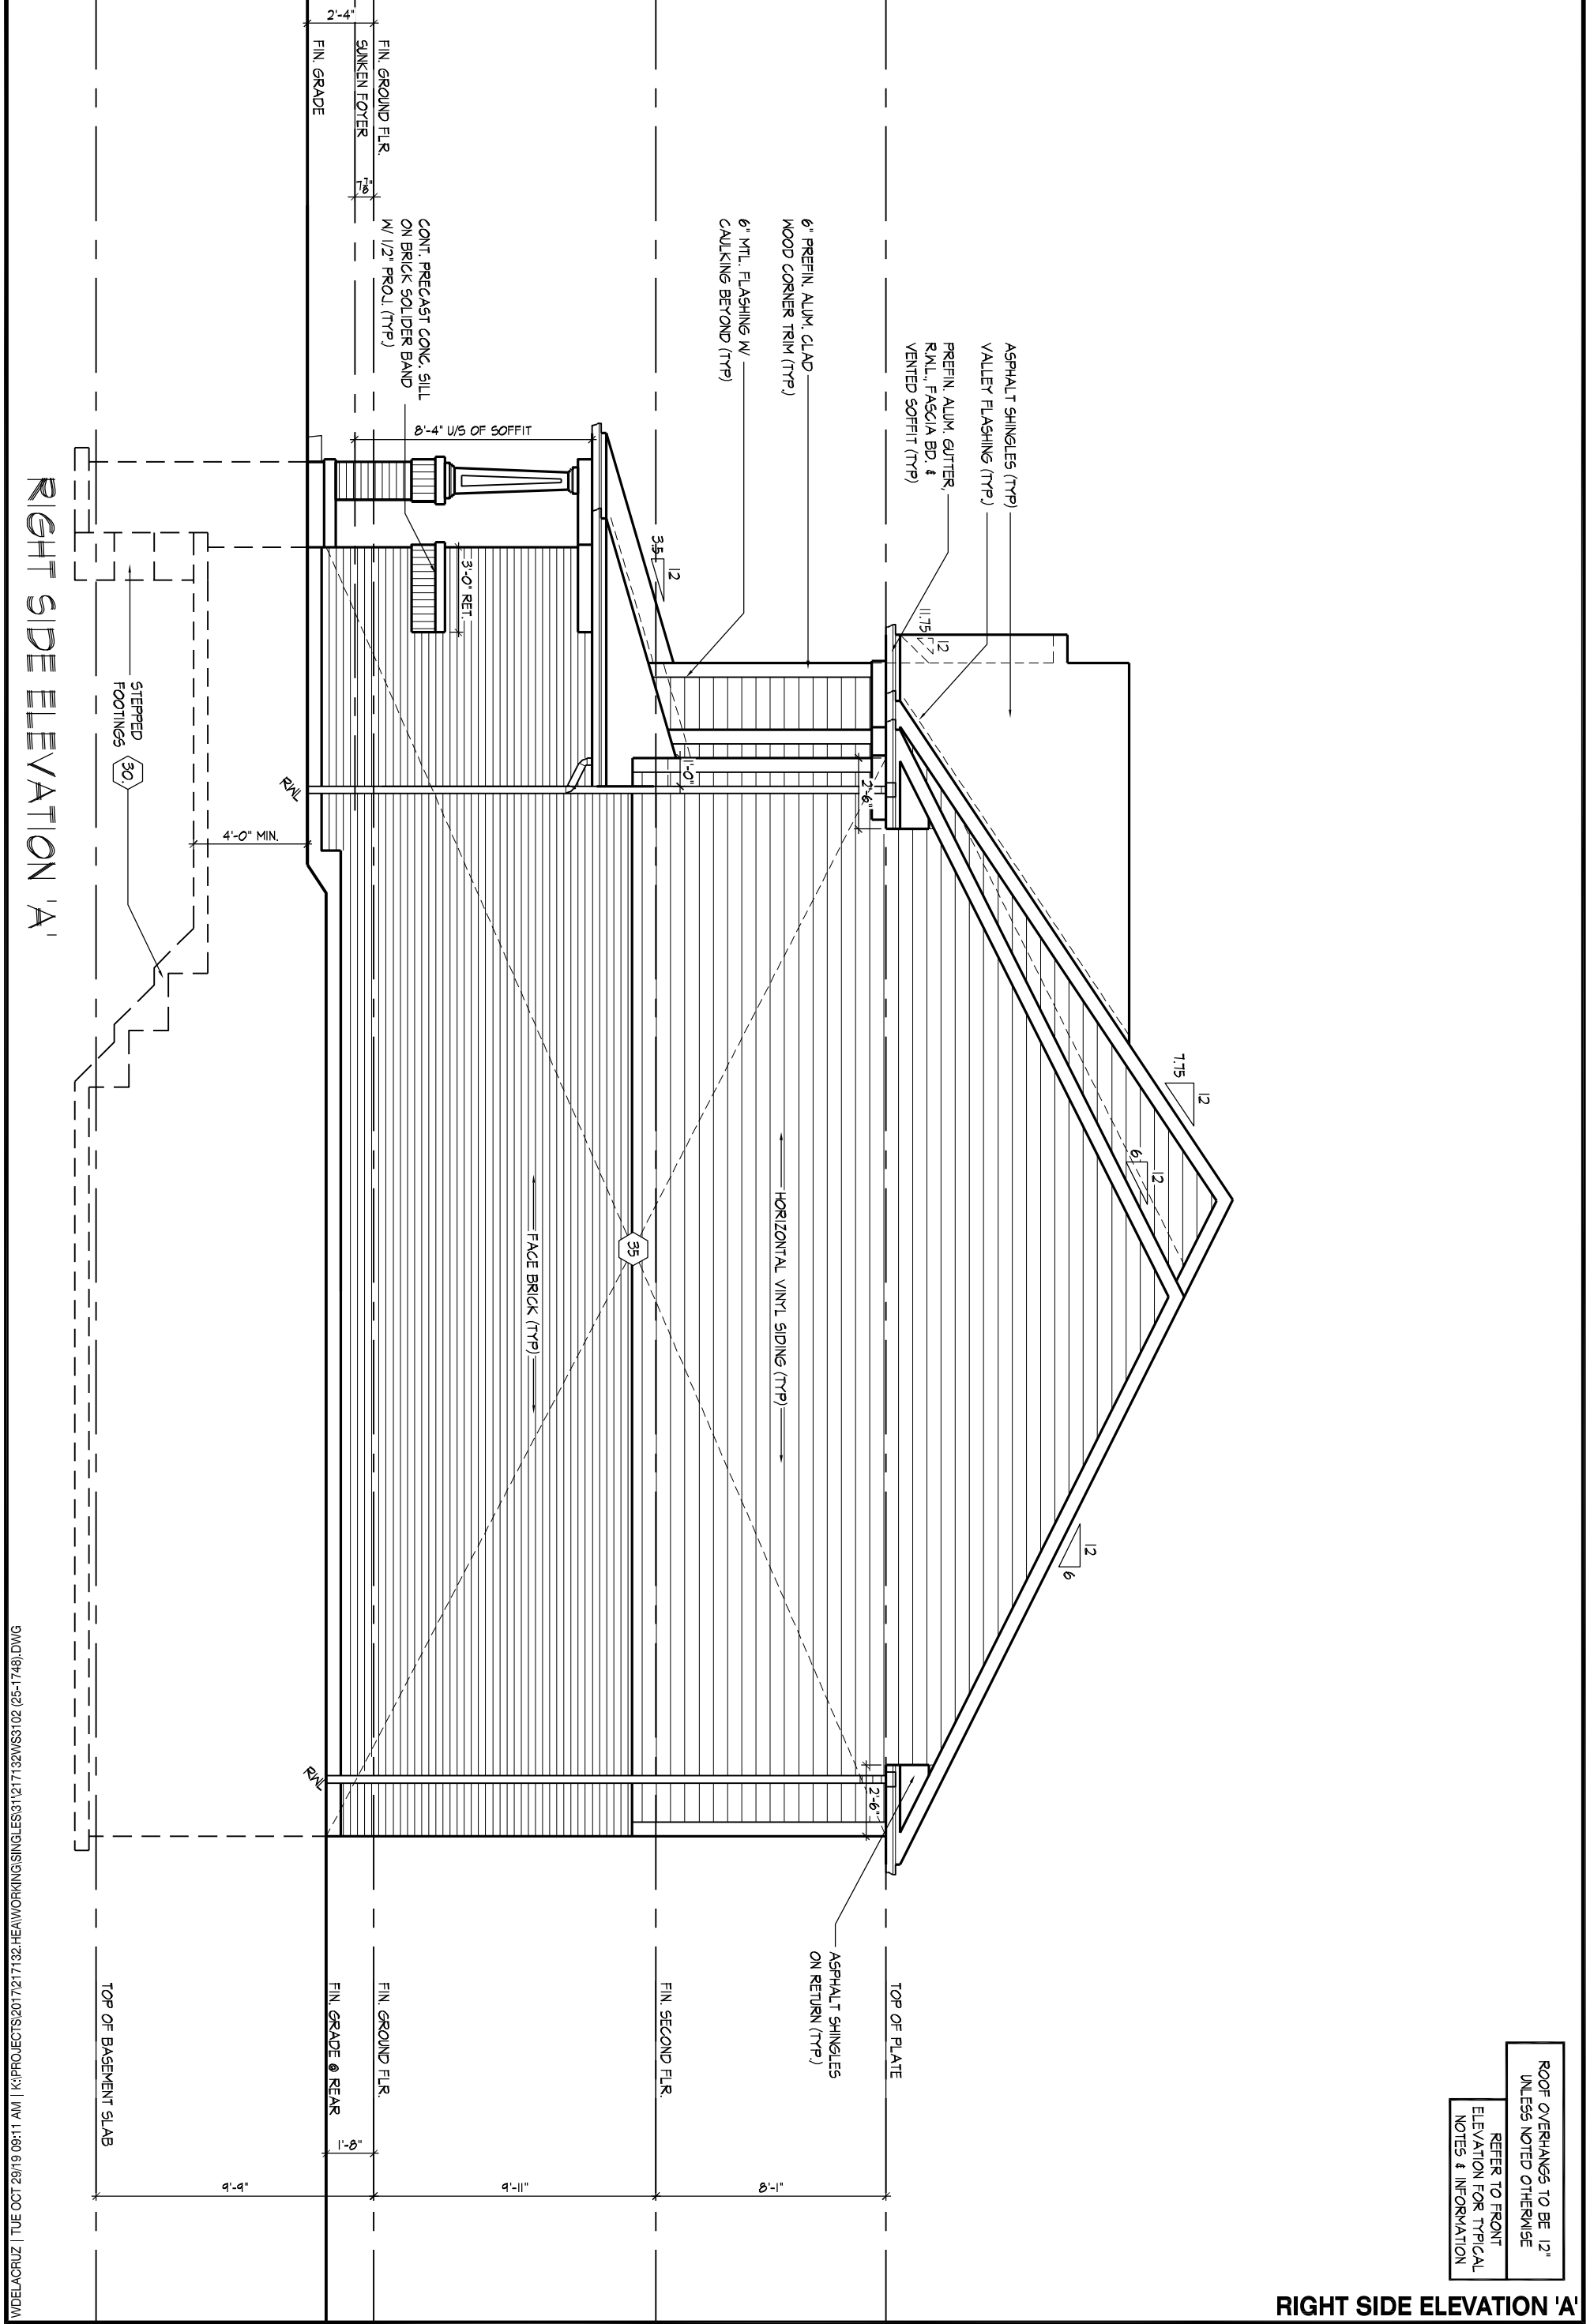 ROOF OVERHANGS TO BE 12"
UNLESS NOTED OTHERWISE
REFER TO FRONT
ELEVATION FOR TYPICAL
NOTES & INFORMATION
ASPHALT SHINGLES (TYP)
VALLEY FLASHING (TYP.)
PREFIN. ALUM. GUTTER,
R.W.L., FASCIA BD. &
VENTED SOFFIT (TYP)
6" PREFIN. ALUM. CLAD
WOOD CORNER TRIM (TYP.)
6" MTL. FLASHING W/
CAULKING BEYOND (TYP)
CONT. PRECAST CONC. SILL
ON BRICK SOLIDER BAND
W/ 1/2" PROJ. (TYP.)
FIN. GROUND FLR.
SUNKEN FOYER
FIN. GRADE
2'-4"
7⅞"
8'-4" U/S OF SOFFIT
3'-0" RET.
3.5
12
11.75
12
7.75
12
6
12
12
6
1'-0"
2'-6"
2'-6"
HORIZONTAL VINYL SIDING (TYP)
35
FACE BRICK (TYP.)
RWL
RWL
4'-0" MIN.
STEPPED
FOOTINGS
30.
ASPHALT SHINGLES
ON RETURN (TYP.)
TOP OF PLATE
FIN. SECOND FLR.
FIN. GROUND FLR.
FIN. GRADE @ REAR
TOP OF BASEMENT SLAB
8'-1"
9'-11"
1'-8"
9'-9"
RIGHT SIDE ELEVATION 'A'
WDELACRUZ | TUE OCT 29/19 09:11 AM | K:\PROJECTS\2017\217132.HEA\WORKING\SINGLES\31'\217132WS3102 (25-1748).DWG
RIGHT SIDE ELEVATION 'A'